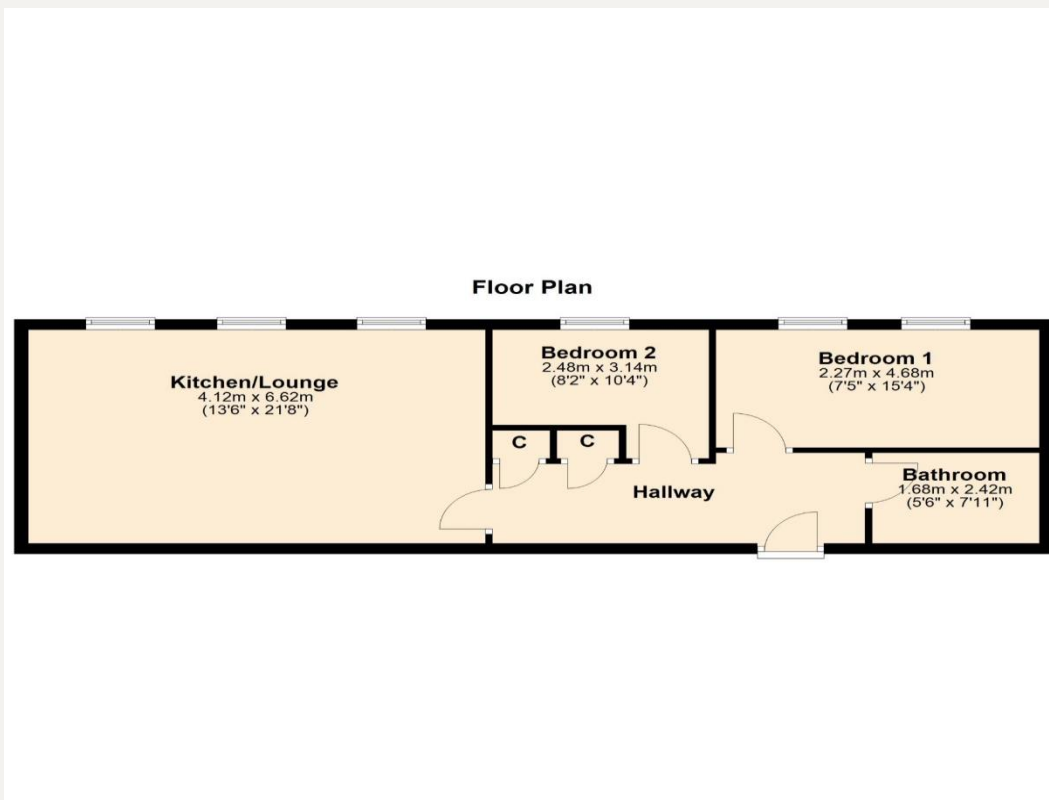 Floor Plan
Kitchen/Lounge
4.12m x 6.62m
(13'6" x 21'8")
Bedroom 2
2.48m x 3.14m
(8'2" x 10'4")
Bedroom 1
2.27m x 4.68m
(7'5" x 15'4")
C
C
Hallway
Bathroom
1.68m x 2.42m
(5'6" x 7'11")